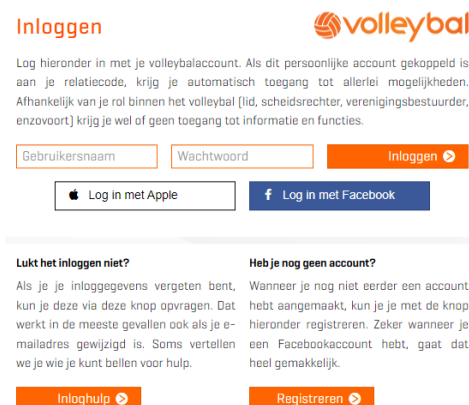 Inloggen
volleybal
Log hieronder in met je volleybalaccount. Als dit persoonlijke account gekoppeld is
aan je relatiecode, krijg je automatisch toegang tot allerlei mogelijkheden.
Afhankelijk van je rol binnen het volleybal (lid, scheidsrechter, verenigingsbestuurder,
enzovoort) krijg je wel of geen toegang tot informatie en functies.
Gebruikersnaam
Wachtwoord
Inloggen
Log in met Apple
Log in met Facebook
Lukt het inloggen niet?
Als je je inloggegevens vergeten bent,
kun je deze via deze knop opvragen. Dat
werkt in de meeste gevallen ook als je e-
mailadres gewijzigd is. Soms vertellen
we je wie je kunt bellen voor hulp.
Inloghulp
Heb je nog geen account?
Wanneer je nog niet eerder een account
hebt aangemaakt, kun je je met de knop
hieronder registreren. Zeker wanneer je
een Facebookaccount hebt, gaat dat
heel gemakkelijk.
Registreren